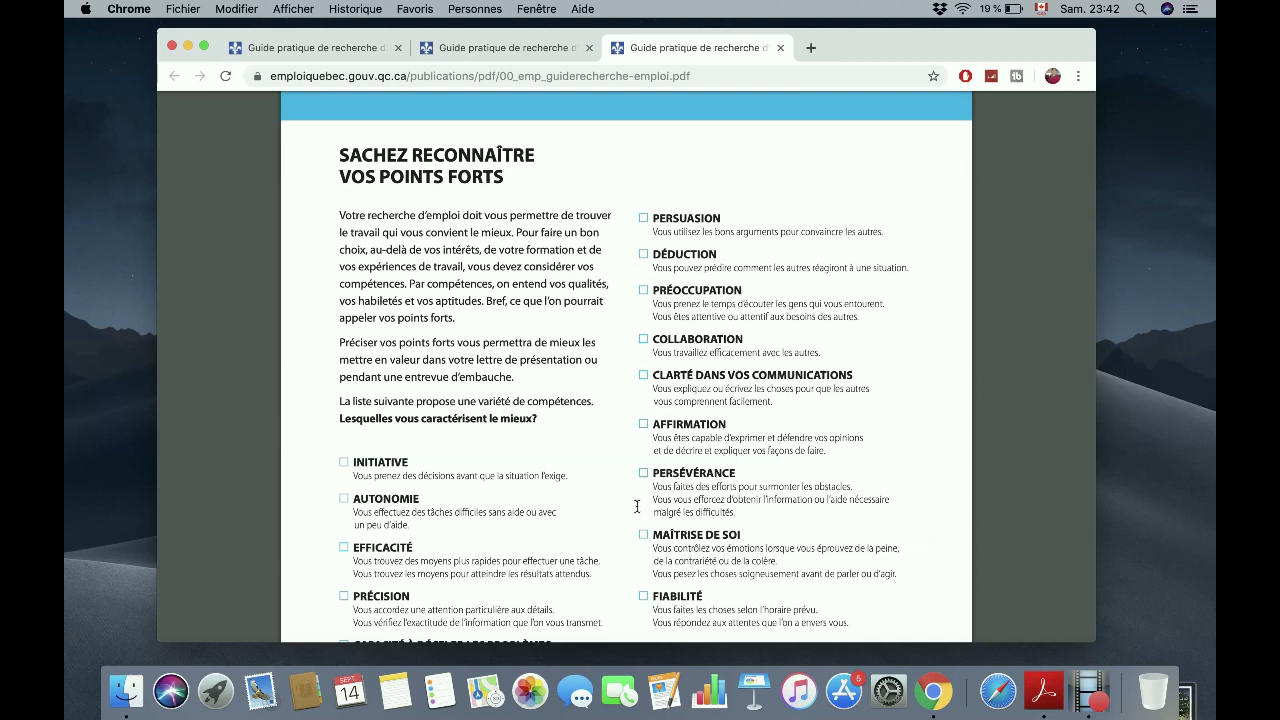 Chrome Fichier Modifier Afficher Historique Favoris Personnes Fenêtre Aide 19 % Sam. 23:42
Guide pratique de recherche d
Guide pratique de recherche d
Guide pratique de recherche d
emploiquebec.gouv.qc.ca/publications/pdf/00_emp_guiderecherche-emploi.pdf
SACHEZ RECONNAÎTRE
VOS POINTS FORTS
Votre recherche d'emploi doit vous permettre de trouver
le travail qui vous convient le mieux. Pour faire un bon
choix, au-delà de vos intérêts, de votre formation et de
vos expériences de travail, vous devez considérer vos
compétences. Par compétences, on entend vos qualités,
vos habiletés et vos aptitudes. Bref, ce que l'on pourrait
appeler vos points forts.
Préciser vos points forts vous permettra de mieux les
mettre en valeur dans votre lettre de présentation ou
pendant une entrevue d'embauche.
La liste suivante propose une variété de compétences.
Lesquelles vous caractérisent le mieux?
INITIATIVE
Vous prenez des décisions avant que la situation l'exige.
AUTONOMIE
Vous effectuez des tâches difficiles sans aide ou avec
un peu d'aide.
EFFICACITÉ
Vous trouvez des moyens plus rapides pour effectuer une tâche.
Vous trouvez les moyens pour atteindre les résultats attendus.
PRÉCISION
Vous accordez une attention particulière aux détails.
Vous vérifiez l'exactitude de l'information que l'on vous transmet.
PERSUASION
Vous utilisez les bons arguments pour convaincre les autres.
DÉDUCTION
Vous pouvez prédire comment les autres réagiront à une situation.
PRÉOCCUPATION
Vous prenez le temps d'écouter les gens qui vous entourent.
Vous êtes attentive ou attentif aux besoins des autres.
COLLABORATION
Vous travaillez efficacement avec les autres.
CLARTÉ DANS VOS COMMUNICATIONS
Vous expliquez ou écrivez les choses pour que les autres
vous comprennent facilement.
AFFIRMATION
Vous êtes capable d'exprimer et défendre vos opinions
et de décrire et expliquer vos façons de faire.
PERSÉVÉRANCE
Vous faites des efforts pour surmonter les obstacles.
Vous vous efforcez d'obtenir l'information ou l'aide nécessaire
malgré les difficultés.
MAÎTRISE DE SOI
Vous contrôlez vos émotions lorsque vous éprouvez de la peine,
de la contrariété ou de la colère.
Vous pesez les choses soigneusement avant de parler ou d'agir.
FIABILITÉ
Vous faites les choses selon l'horaire prévu.
Vous répondez aux attentes que l'on a envers vous.
SEPT
14
5